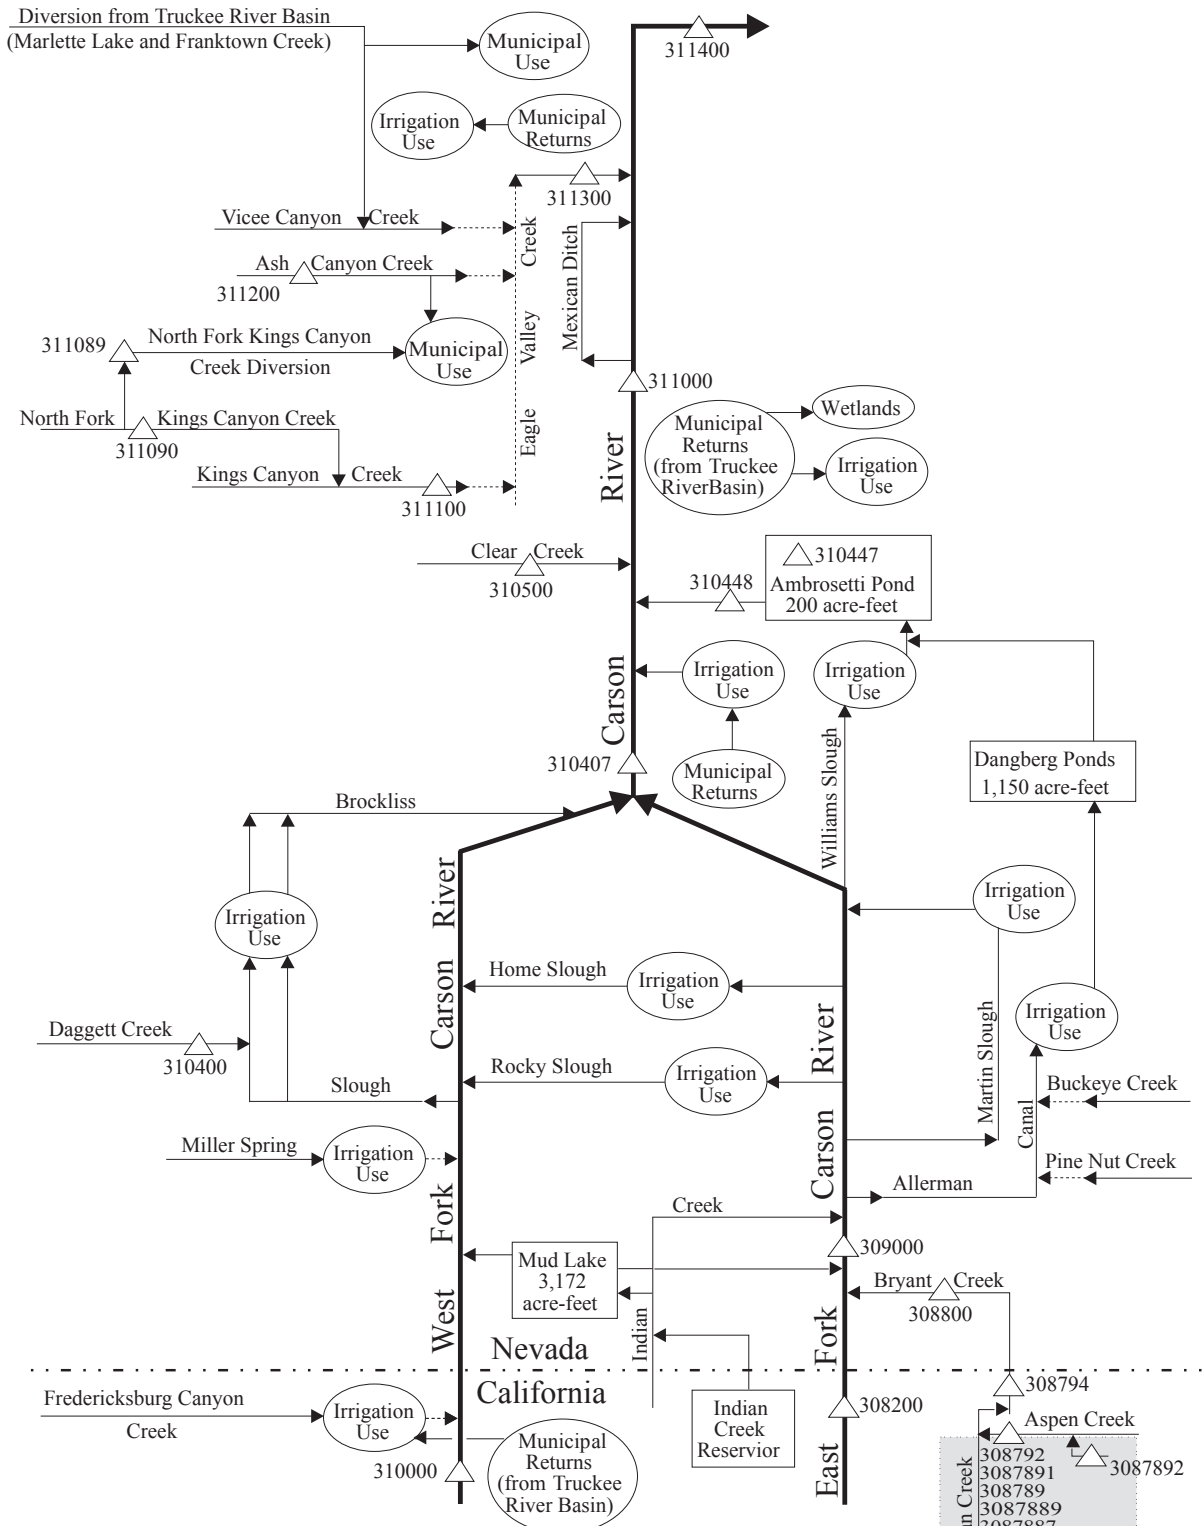 Diversion from Truckee River Basin
(Marlette Lake and Franktown Creek)
Municipal
Use
311400
Irrigation
Use
Municipal
Returns
311300
Vicee Canyon Creek
Ash Canyon Creek
311200
Creek
Valley
Eagle
Mexican Ditch
311089
North Fork Kings Canyon
Creek Diversion
Municipal
Use
North Fork Kings Canyon Creek
311090
Kings Canyon Creek
311100
311000
River
Municipal
Returns
(from Truckee
RiverBasin)
Wetlands
Irrigation
Use
Clear Creek
310500
310447
Ambrosetti Pond
200 acre-feet
310448
Carson
Irrigation
Use
Irrigation
Use
310407
Municipal
Returns
Williams Slough
Dangberg Ponds
1,150 acre-feet
Brockliss
River
Irrigation
Use
Irrigation
Use
Home Slough
Irrigation
Use
Carson
Irrigation
Use
Daggett Creek
310400
Rocky Slough
Irrigation
Use
River
Martin Slough
Slough
Buckeye Creek
Canal
Miller Spring
Irrigation
Use
Carson
Pine Nut Creek
Allerman
Fork
Creek
309000
Mud Lake
3,172
acre-feet
Bryant Creek
308800
West
Indian
Fork
Nevada
California
Fredericksburg Canyon
Creek
Irrigation
Use
310000
Municipal
Returns
(from Truckee
River Basin)
Indian
Creek
Reservior
308200
East
308794
Aspen Creek
308792
3087891
308789
3087889
3087887
3087892
Creek